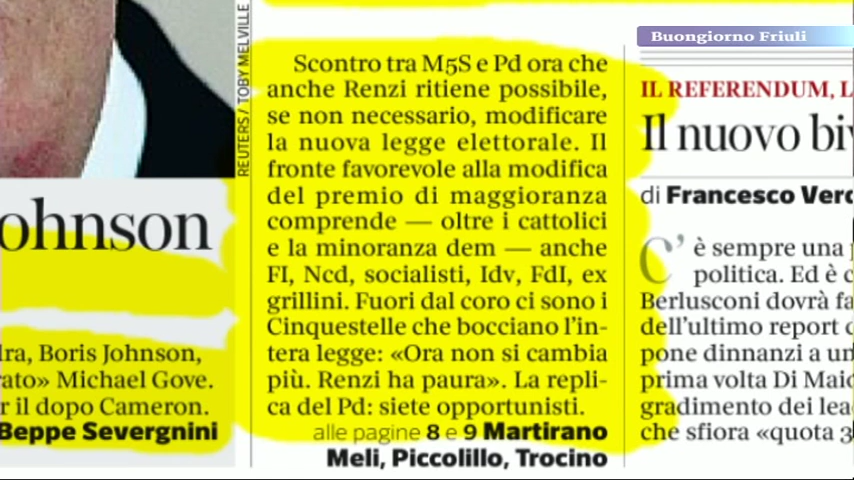 Buongiorno Friuli
REUTERS / TOBY MELVILLE
ohnson
Boris Johnson,
Michael Gove.
il dopo Cameron.
Beppe Severgnini
Scontro tra M5S e Pd ora che
anche Renzi ritiene possibile,
se non necessario, modificare
la nuova legge elettorale. Il
fronte favorevole alla modifica
del premio di maggioranza
comprende — oltre i cattolici
e la minoranza dem — anche
FI, Ncd, socialisti, Idv, FdI, ex
grillini. Fuori dal coro ci sono i
Cinquestelle che bocciano l'in-
tera legge: «Ora non si cambia
più. Renzi ha paura». La repli-
ca del Pd: siete opportunisti.
alle pagine 8 e 9 Martirano
Meli, Piccolillo, Trocino
IL REFERENDUM, L
Il nuovo biv
di Francesco Verd
C' è sempre una p
politica. Ed è c
Berlusconi dovrà fa
dell'ultimo report
pone dinnanzi a un
prima volta Di Maio
gradimento dei lea
che sfiora «quota 3